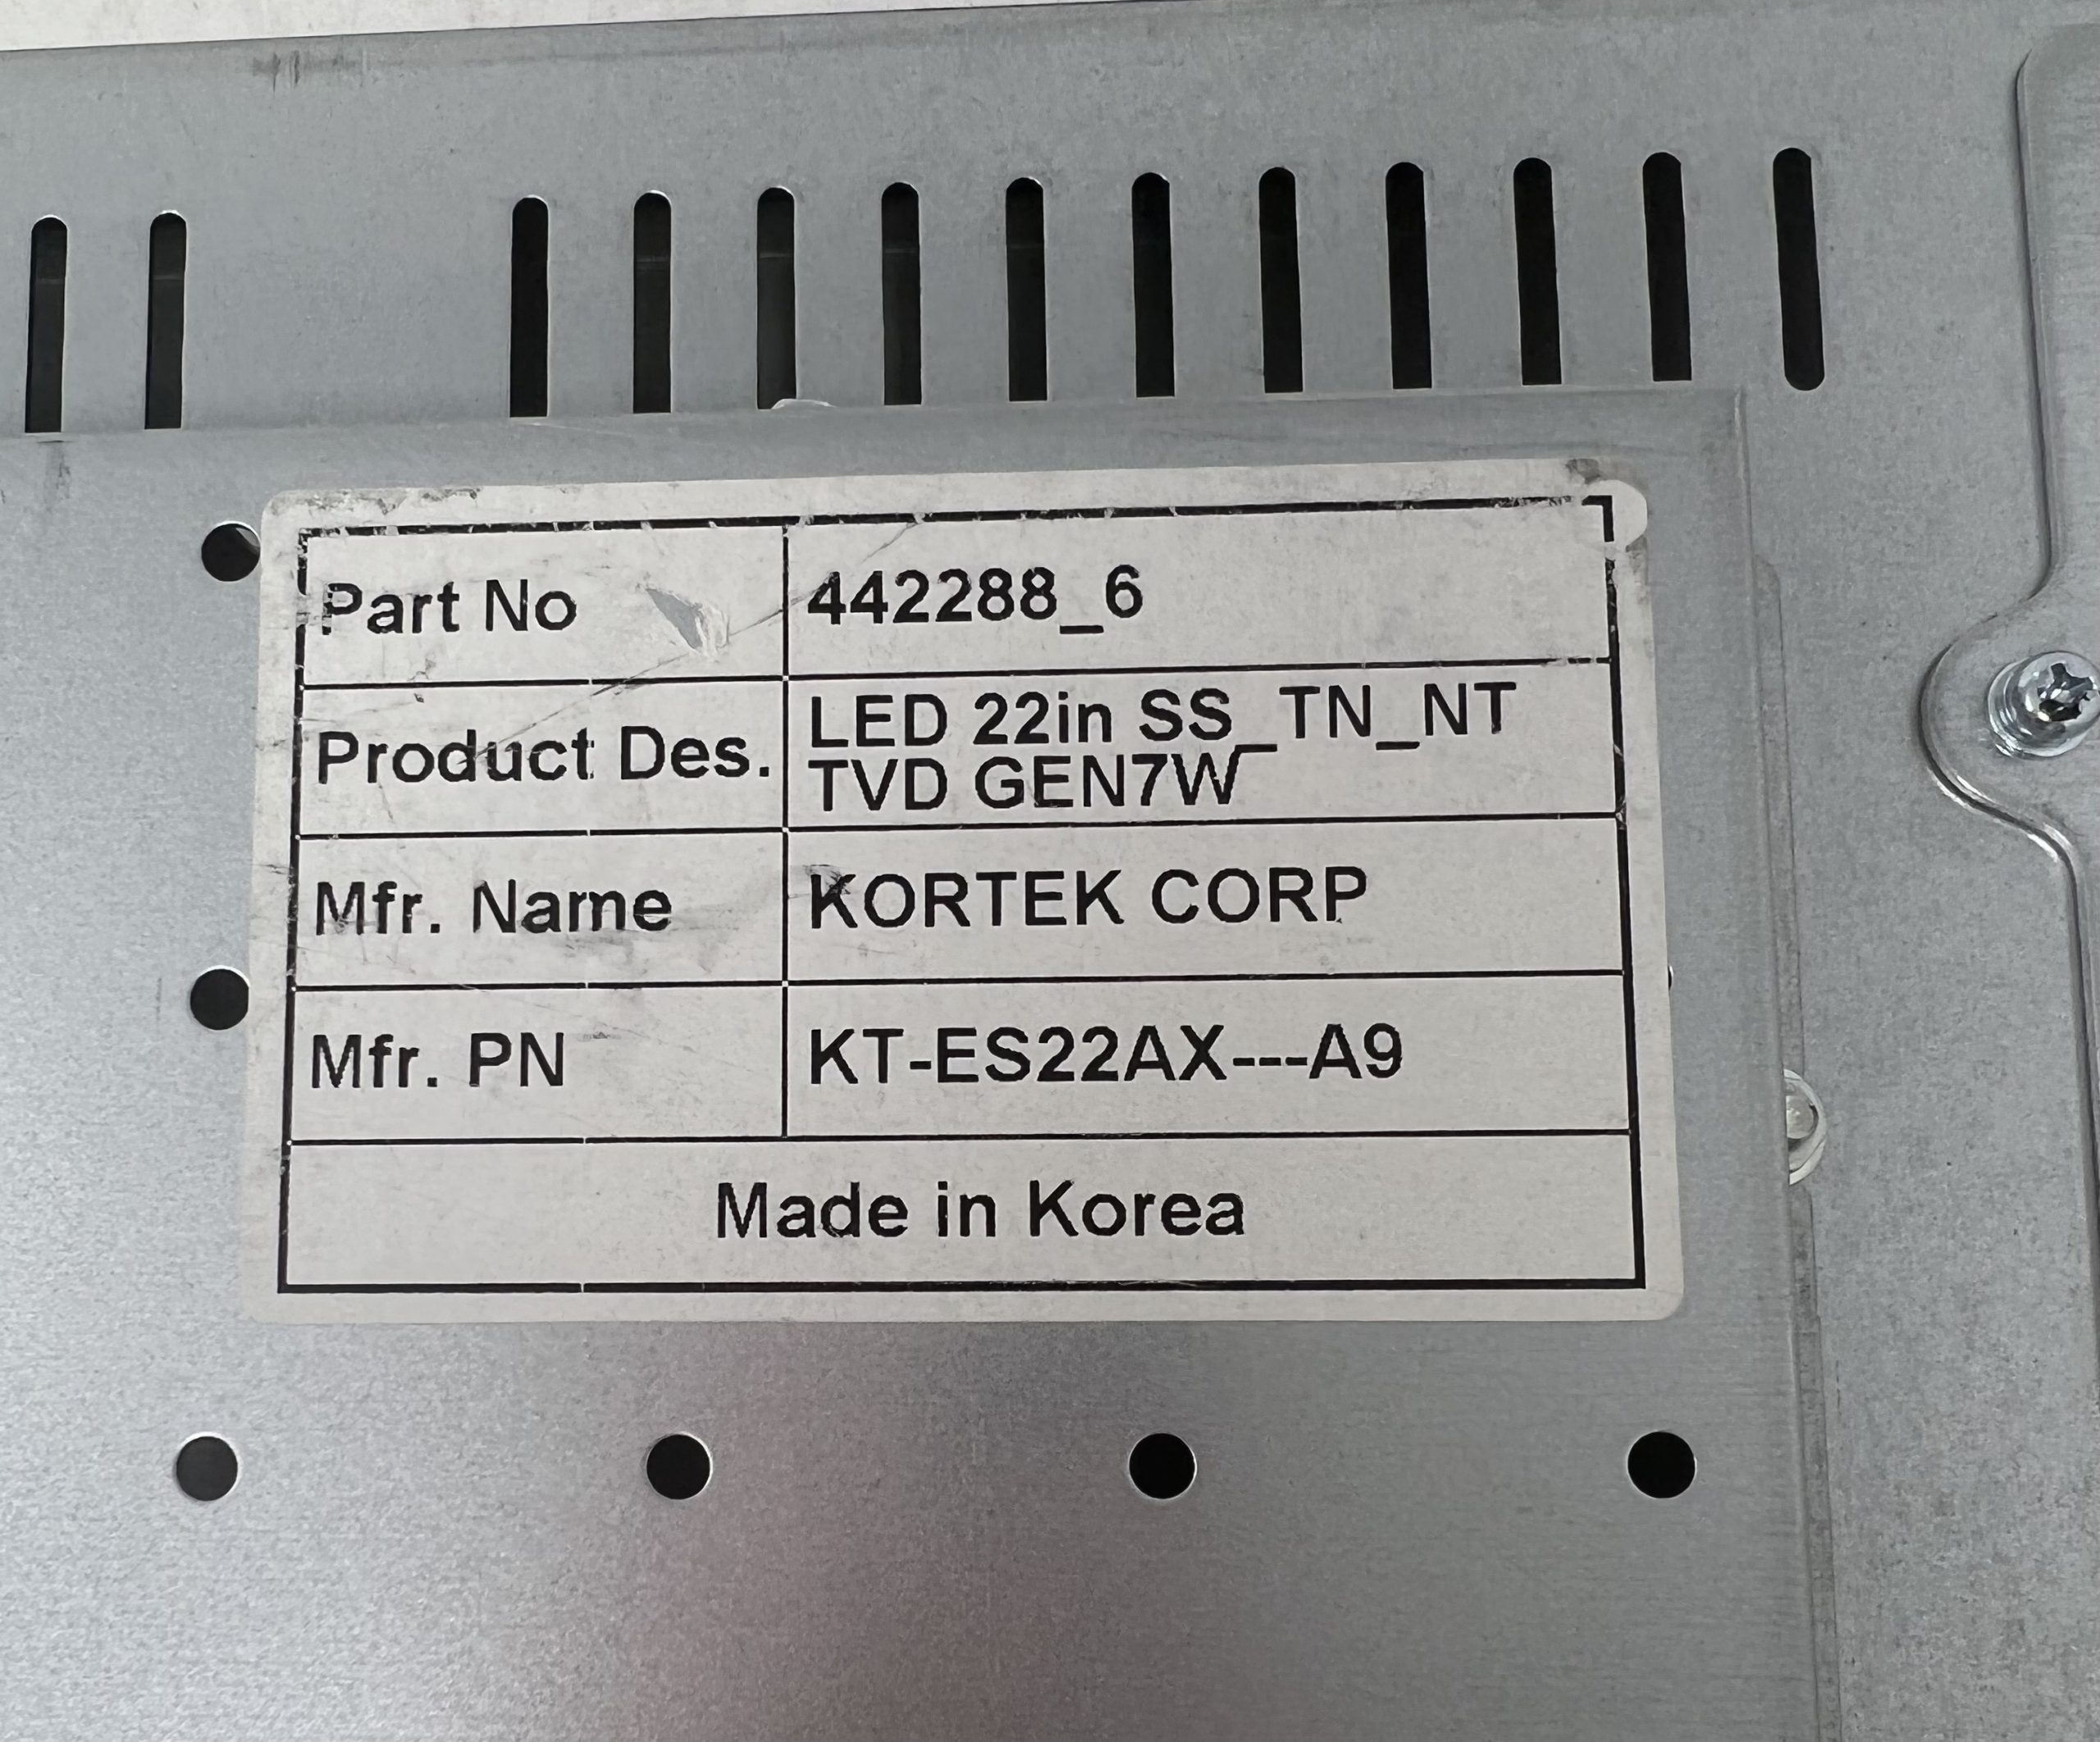 Part No 442288_6
Product Des. LED 22in SS_TN_NT
TVD GEN7W
Mfr. Name KORTEK CORP
Mfr. PN KT-ES22AX---A9
Made in Korea